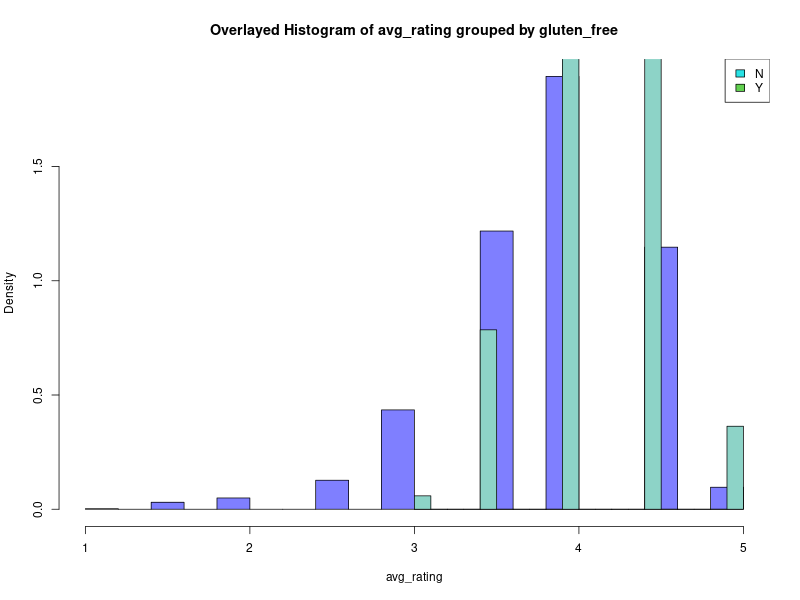 Overlayed Histogram of avg_rating grouped by gluten_free
N
Y
Density
1.5
1.0
0.5
0.0
1 2 3 4 5
avg_rating